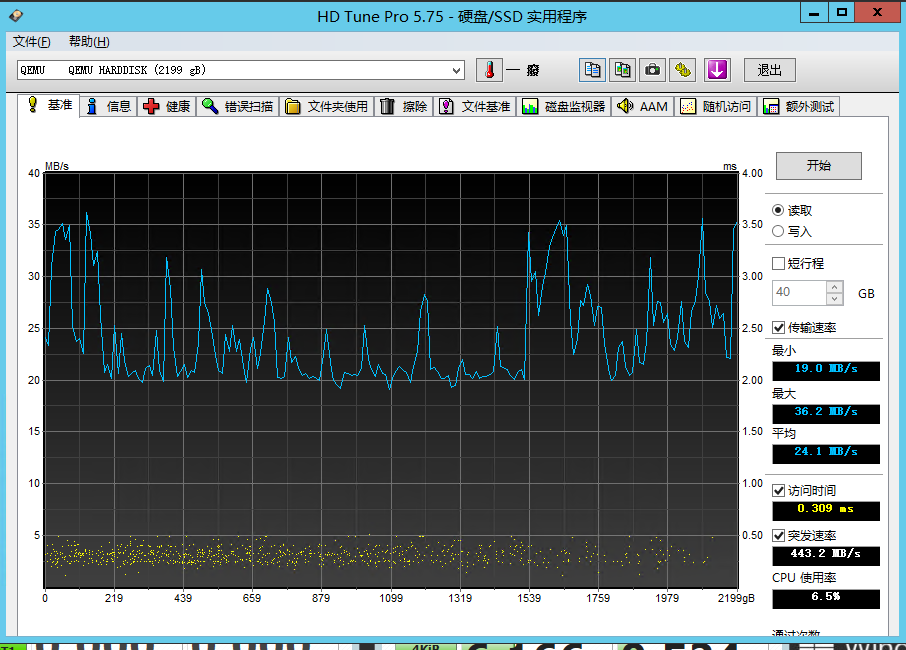 HD Tune Pro 5.75 - 硬盘/SSD 实用程序
文件(F) 帮助(H)
QEMU QEMU HARDDISK (2199 gB)
一 癈
退出
基准 信息 健康 错误扫描 文件夹使用 擦除 文件基准 磁盘监视器 AAM 随机访问 额外测试
MB/s ms
40 4.00
35 3.50
30 3.00
25 2.50
20 2.00
15 1.50
10 1.00
5 0.50
0 219 439 659 879 1099 1319 1539 1759 1979 2199gB
开始
读取
写入
短行程
40 GB
传输速率
最小
19.0 MB/s
最大
36.2 MB/s
平均
24.1 MB/s
访问时间
0.309 ms
突发速率
443.2 MB/s
CPU 使用率
6.5%
通过次数
4KiB